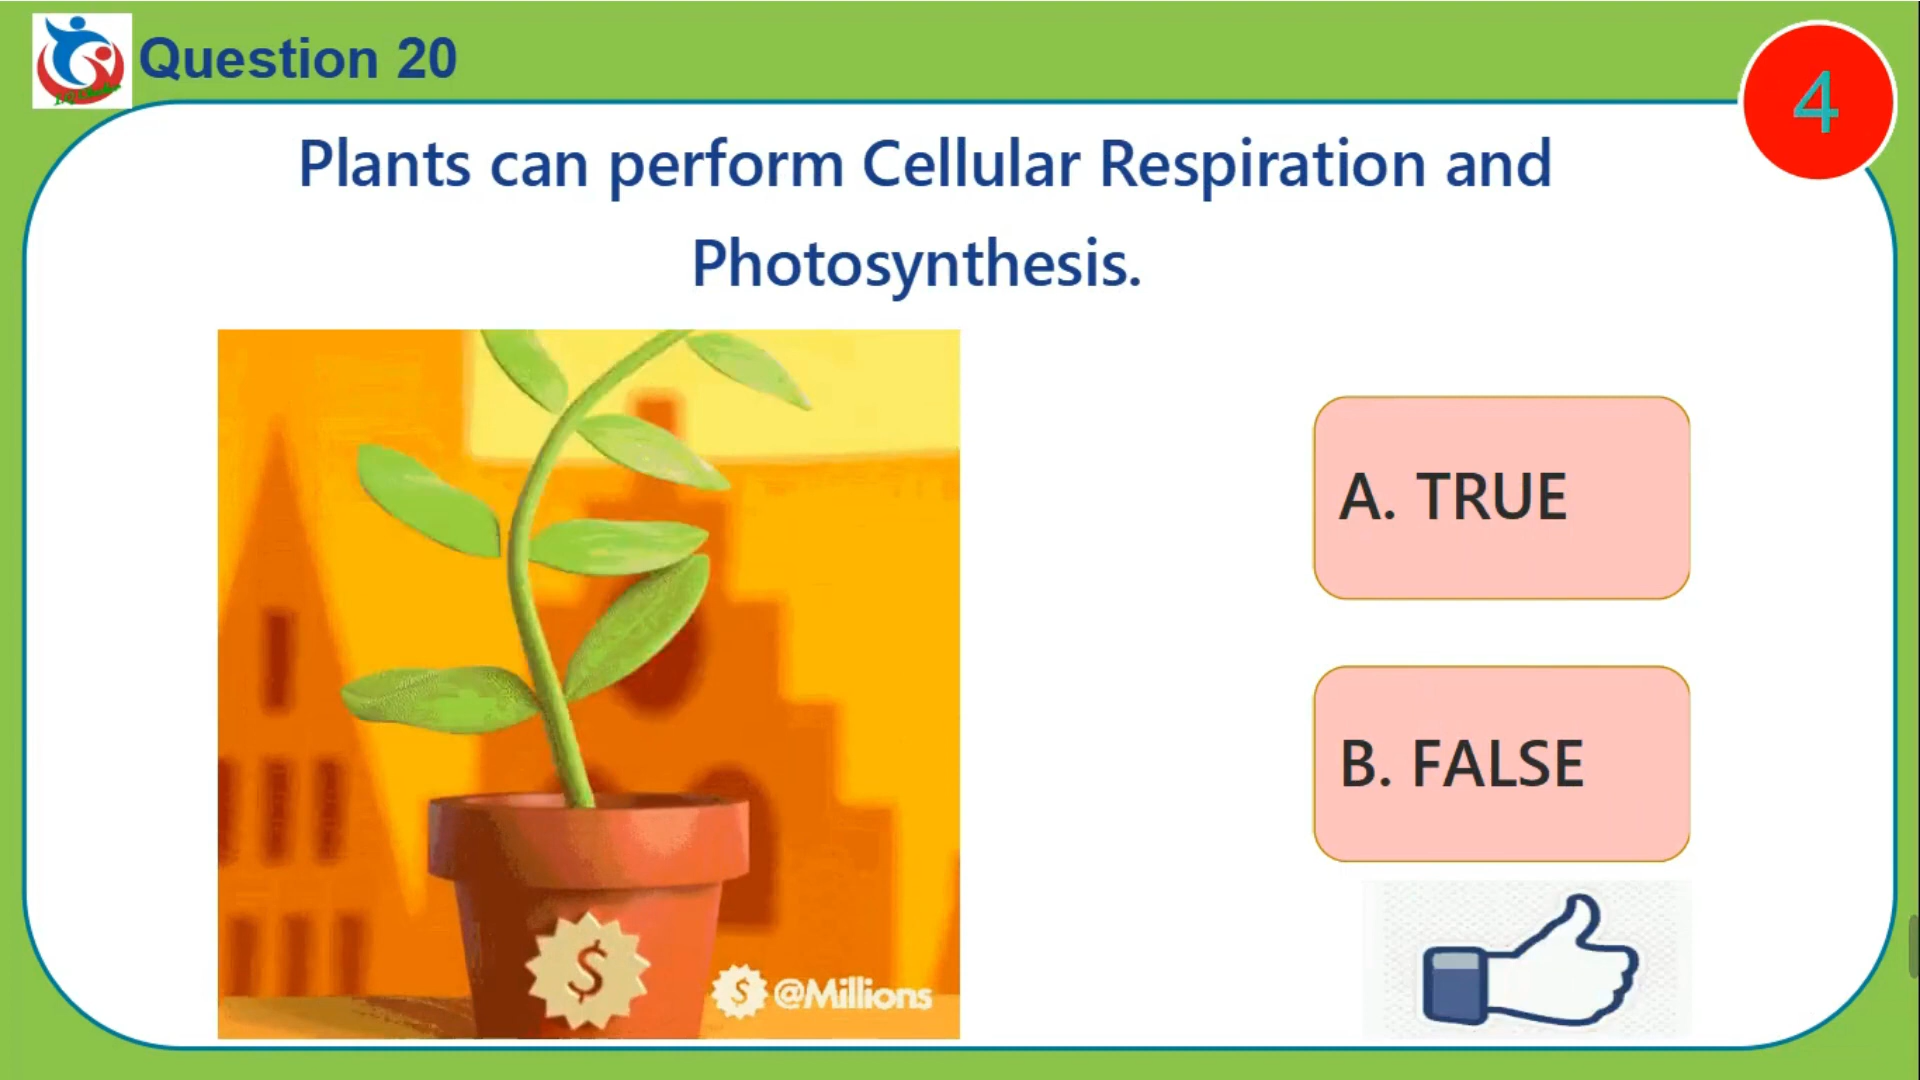 Question 20
4
Plants can perform Cellular Respiration and
Photosynthesis.
A. TRUE
B. FALSE
$
$ @Millions